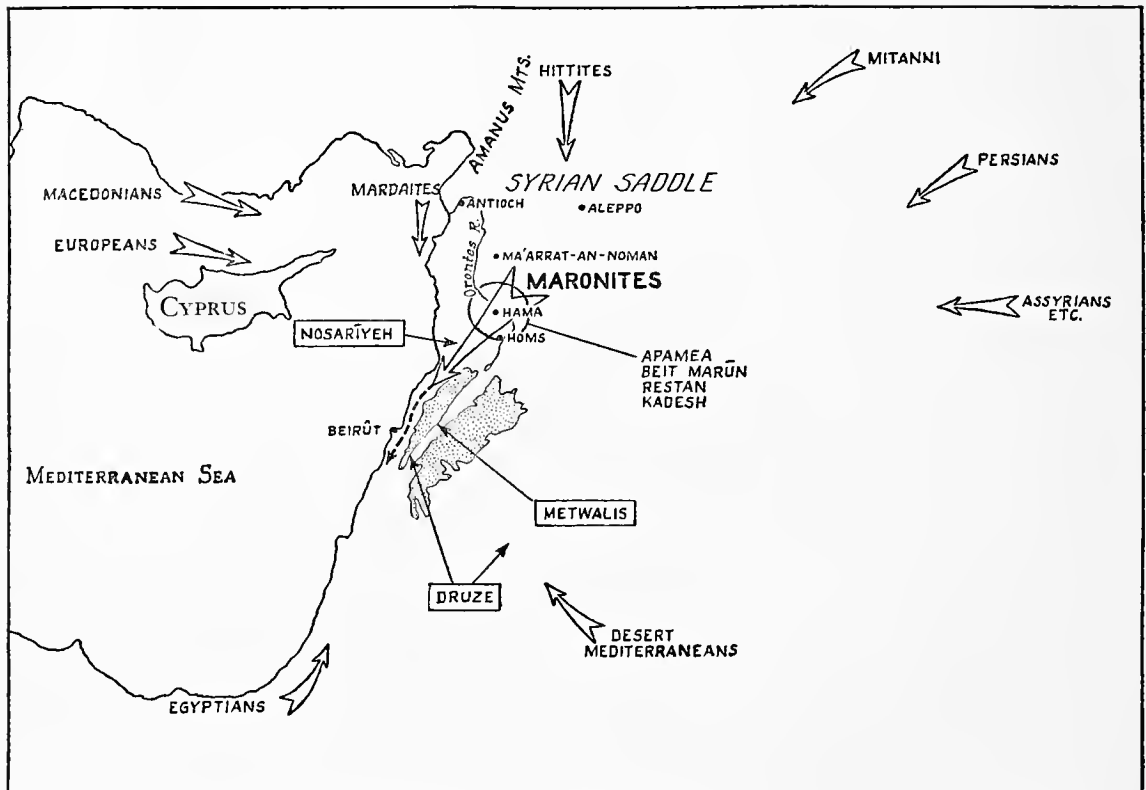 MITANNI
HITTITES
AMANUS MTS.
PERSIANS
SYRIAN SADDLE
MACEDONIANS
MARDAITES
ANTIOCH
ALEPPO
Orontes R.
EUROPEANS
MA'ARRAT-AN-NOMAN
MARONITES
CYPRUS
HAMA
ASSYRIANS
ETC.
NOSARĪYEH
HOMS
APAMEA
BEIT MARŪN
RESTAN
KADESH
BEIRÛT
MEDITERRANEAN SEA
METWALIS
DRUZE
DESERT
MEDITERRANEANS
EGYPTIANS